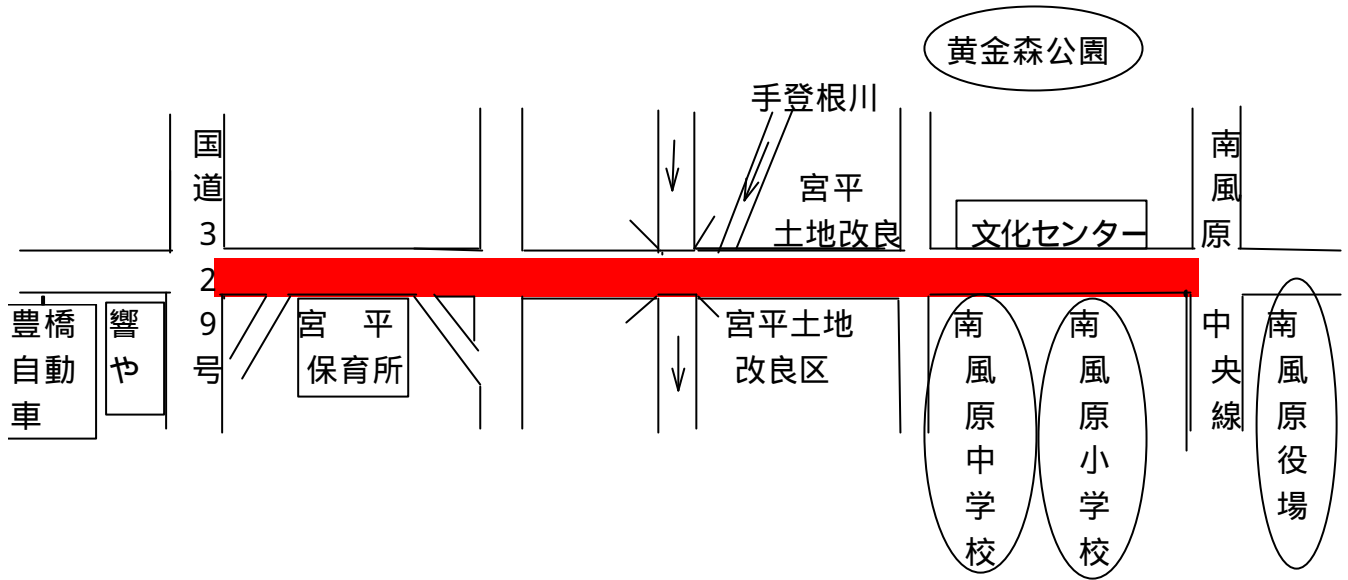 黄金森公園
手登根川
国道329号
宮平
土地改良
文化センター
南風原中央線
豊橋
自動
車
響や
宮 平
保育所
宮平土地
改良区
南風原中学校
南風原小学校
南風原役場